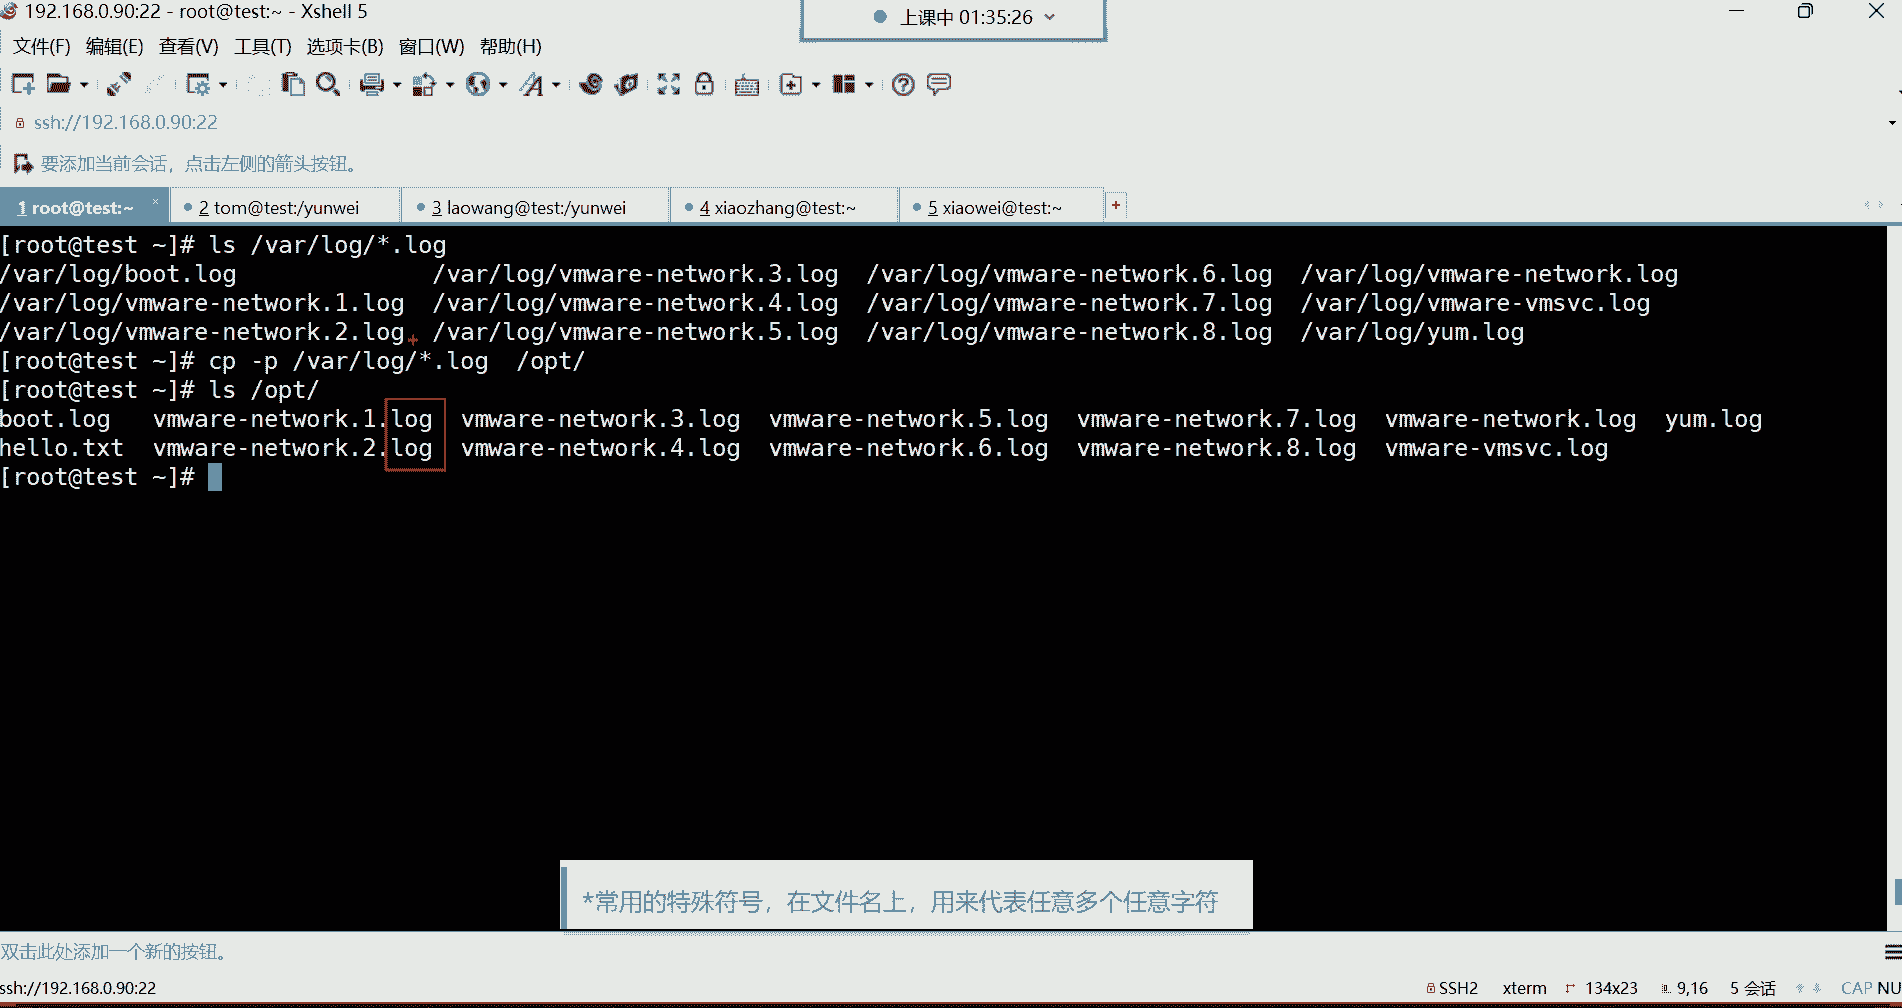 192.168.0.90:22 - root@test:~ - Xshell 5
上课中 01:35:26
文件(F) 编辑(E) 查看(V) 工具(T) 选项卡(B) 窗口(W) 帮助(H)
ssh://192.168.0.90:22
要添加当前会话，点击左侧的箭头按钮。
1 root@test:~ × 2 tom@test:/yunwei 3 laowang@test:/yunwei 4 xiaozhang@test:~ 5 xiaowei@test:~ +
[root@test ~]# ls /var/log/*.log
/var/log/boot.log /var/log/vmware-network.3.log /var/log/vmware-network.6.log /var/log/vmware-network.log
/var/log/vmware-network.1.log /var/log/vmware-network.4.log /var/log/vmware-network.7.log /var/log/vmware-vmsvc.log
/var/log/vmware-network.2.log /var/log/vmware-network.5.log /var/log/vmware-network.8.log /var/log/yum.log
[root@test ~]# cp -p /var/log/*.log /opt/
[root@test ~]# ls /opt/
boot.log vmware-network.1.log vmware-network.3.log vmware-network.5.log vmware-network.7.log vmware-network.log yum.log
hello.txt vmware-network.2.log vmware-network.4.log vmware-network.6.log vmware-network.8.log vmware-vmsvc.log
[root@test ~]#
*常用的特殊符号，在文件名上，用来代表任意多个任意字符
双击此处添加一个新的按钮。
ssh://192.168.0.90:22 SSH2 xterm 134x23 9,16 5 会话 CAP NU